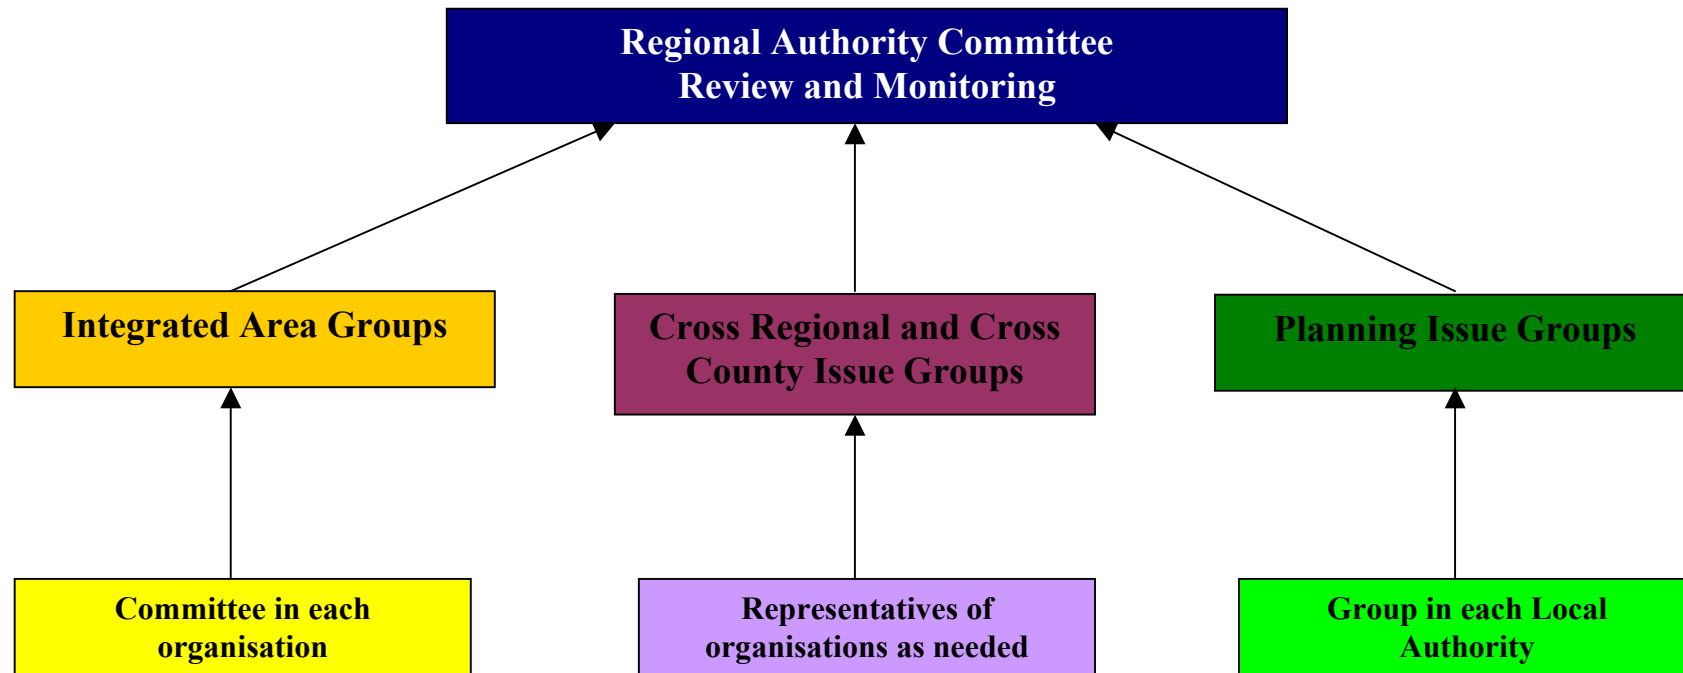 Regional Authority Committee
Review and Monitoring
Integrated Area Groups
Cross Regional and Cross
County Issue Groups
Planning Issue Groups
Committee in each
organisation
Representatives of
organisations as needed
Group in each Local
Authority